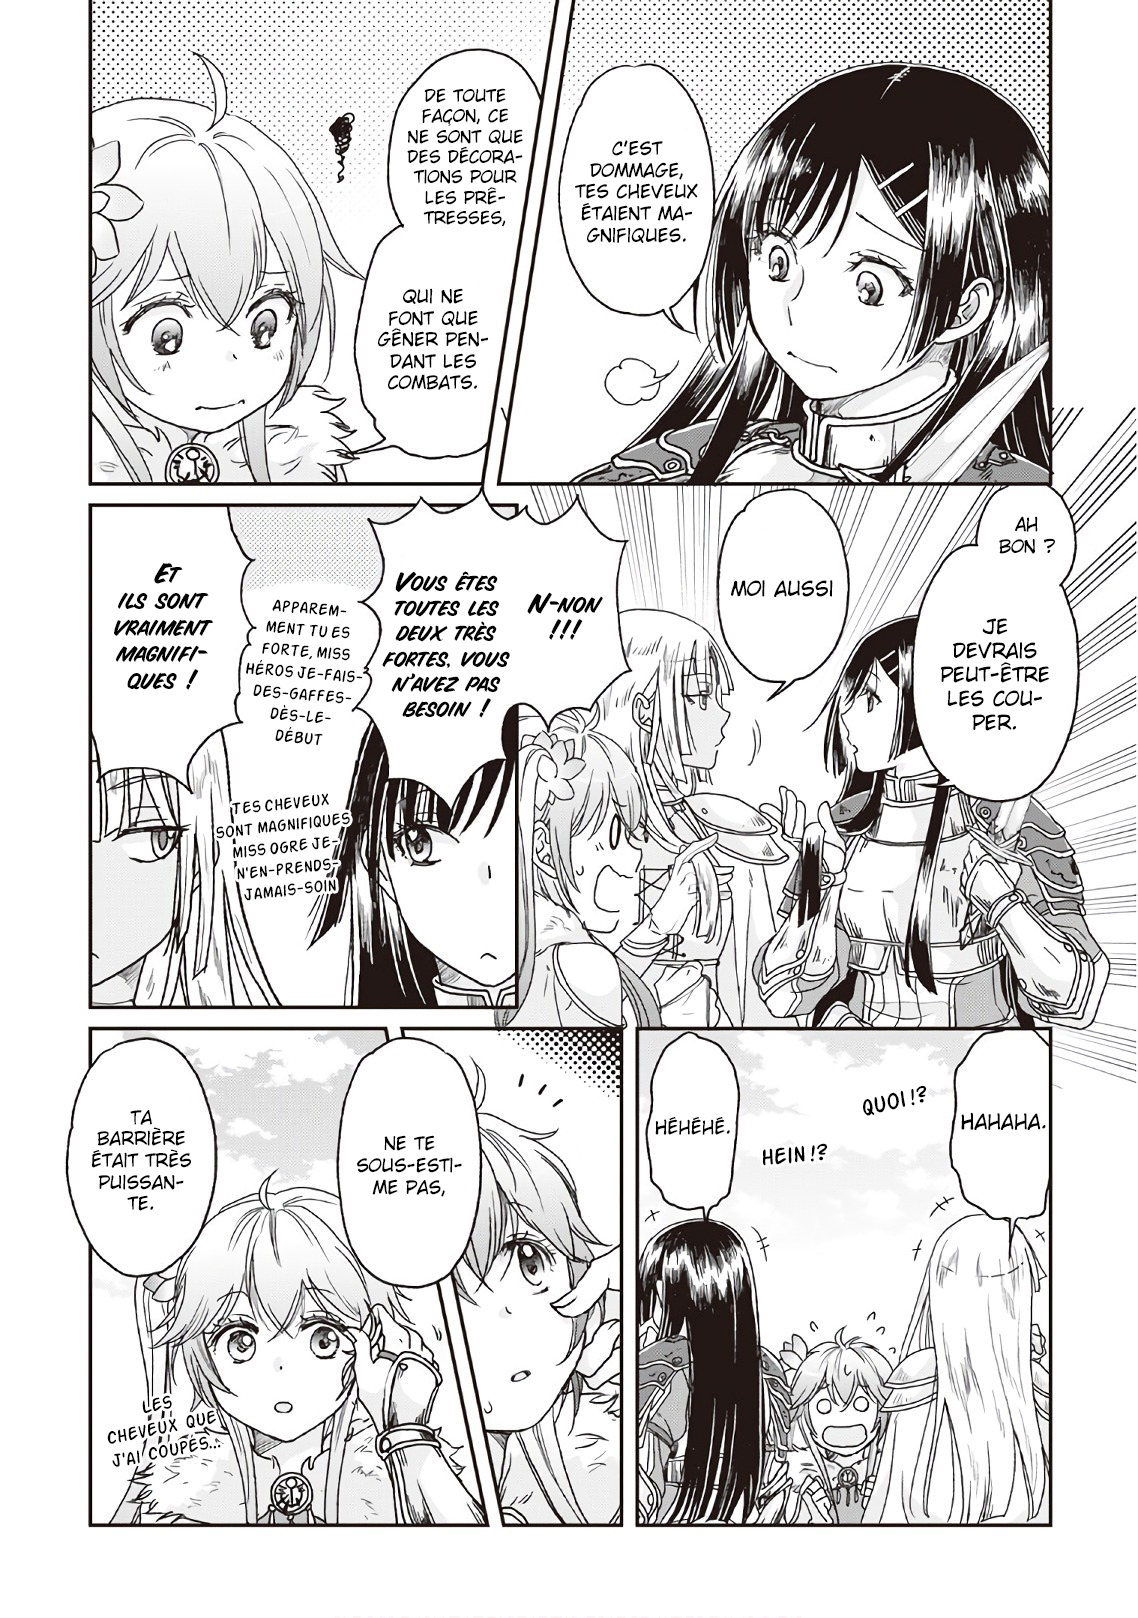 C'EST
DOMMAGE,
TES CHEVEUX
ÉTAIENT MA-
GNIFIQUES.
DE TOUTE
FAÇON, CE
NE SONT QUE
DES DÉCORA-
TIONS POUR
LES PRÊ-
TRESSES,
QUI NE
FONT QUE
GÊNER PEN-
DANT LES
COMBATS.
AH
BON ?
JE
DEVRAIS
PEUT-ÊTRE
LES COU-
PER.
MOI AUSSI
N-NON
!!!
VOUS ÊTES
TOUTES LES
DEUX TRÈS
FORTES, VOUS
N'AVEZ PAS
BESOIN !
APPAREM-
MENT TU ES
FORTE, MISS
HÉROS JE-FAIS-
DES-GAFFES-
DÈS-LE-
DÉBUT
ET
ILS SONT
VRAIMENT
MAGNIFI-
QUES !
TES CHEVEUX
SONT MAGNIFIQUES
MISS OGRE JE-
N'EN-PRENDS-
JAMAIS-SOIN
HAHAHA.
QUOI !?
HEIN !?
HÉHÉHÉ.
NE TE
SOUS-ESTI-
ME PAS,
TA
BARRIÈRE
ÉTAIT TRÈS
PUISSAN-
TE.
LES
CHEVEUX QUE
J'AI COUPÉS...